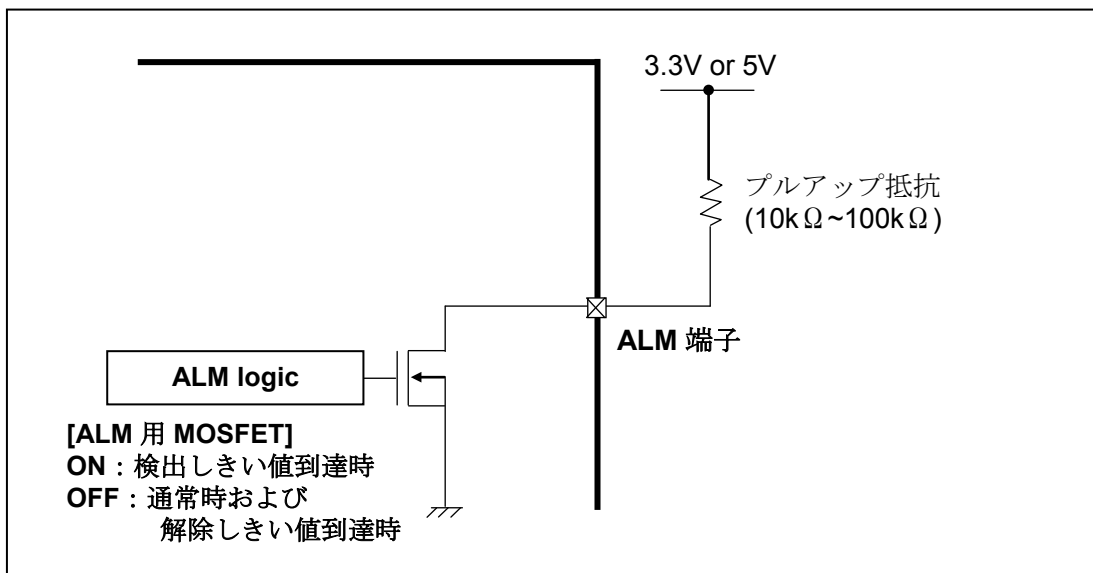 3.3V or 5V
プルアップ抵抗
(10kΩ~100kΩ)
ALM 端子
ALM logic
[ALM 用 MOSFET]
ON：検出しきい値到達時
OFF：通常時および
解除しきい値到達時